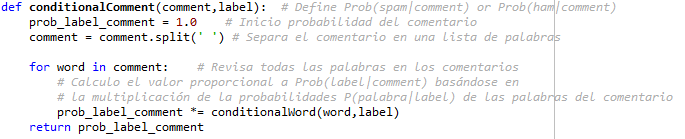 def conditionalComment(comment,label):  # Define Prob(spam|comment) or Prob(ham|comment)
    prob_label_comment = 1.0    # Inicio probabilidad del comentario
    comment = comment.split(' ') # Separa el comentario en una lista de palabras
    for word in comment:    # Revisa todas las palabras en los comentarios
        # Calculo el valor proporcional a Prob(label|comment) basándose en
        # la multiplicación de la probabilidades P(palabra|label) de las palabras del comentario
        prob_label_comment *= conditionalWord(word,label)
    return prob_label_comment